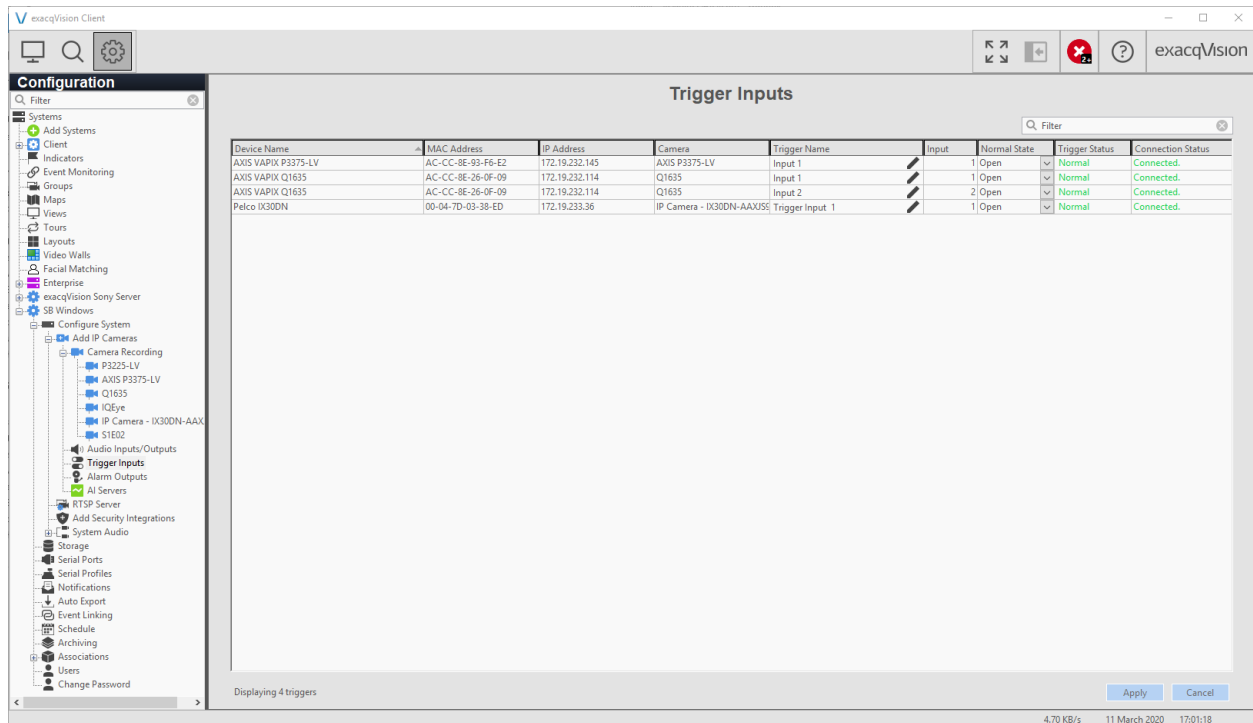 exacqVision Client
exacqVision
2+
Configuration
Filter
Systems
Add Systems
Client
Indicators
Event Monitoring
Groups
Maps
Views
Tours
Layouts
Video Walls
Facial Matching
Enterprise
exacqVision Sony Server
SB Windows
Configure System
Add IP Cameras
Camera Recording
P3225-LV
AXIS P3375-LV
Q1635
IQEye
IP Camera - IX30DN-AAX
S1E02
Audio Inputs/Outputs
Trigger Inputs
Alarm Outputs
AI Servers
RTSP Server
Add Security Integrations
System Audio
Storage
Serial Ports
Serial Profiles
Notifications
Auto Export
Event Linking
Schedule
Archiving
Associations
Users
Change Password
Trigger Inputs
Filter
Device Name MAC Address IP Address Camera Trigger Name Input Normal State Trigger Status Connection Status
AXIS VAPIX P3375-LV AC-CC-8E-93-F6-E2 172.19.232.145 AXIS P3375-LV Input 1 1 Open Normal Connected.
AXIS VAPIX Q1635 AC-CC-8E-26-0F-09 172.19.232.114 Q1635 Input 1 1 Open Normal Connected.
AXIS VAPIX Q1635 AC-CC-8E-26-0F-09 172.19.232.114 Q1635 Input 2 2 Open Normal Connected.
Pelco IX30DN 00-04-7D-03-38-ED 172.19.233.36 IP Camera - IX30DN-AAXJS9 Trigger Input 1 1 Open Normal Connected.
Displaying 4 triggers
Apply Cancel
4.70 KB/s 11 March 2020 17:01:18